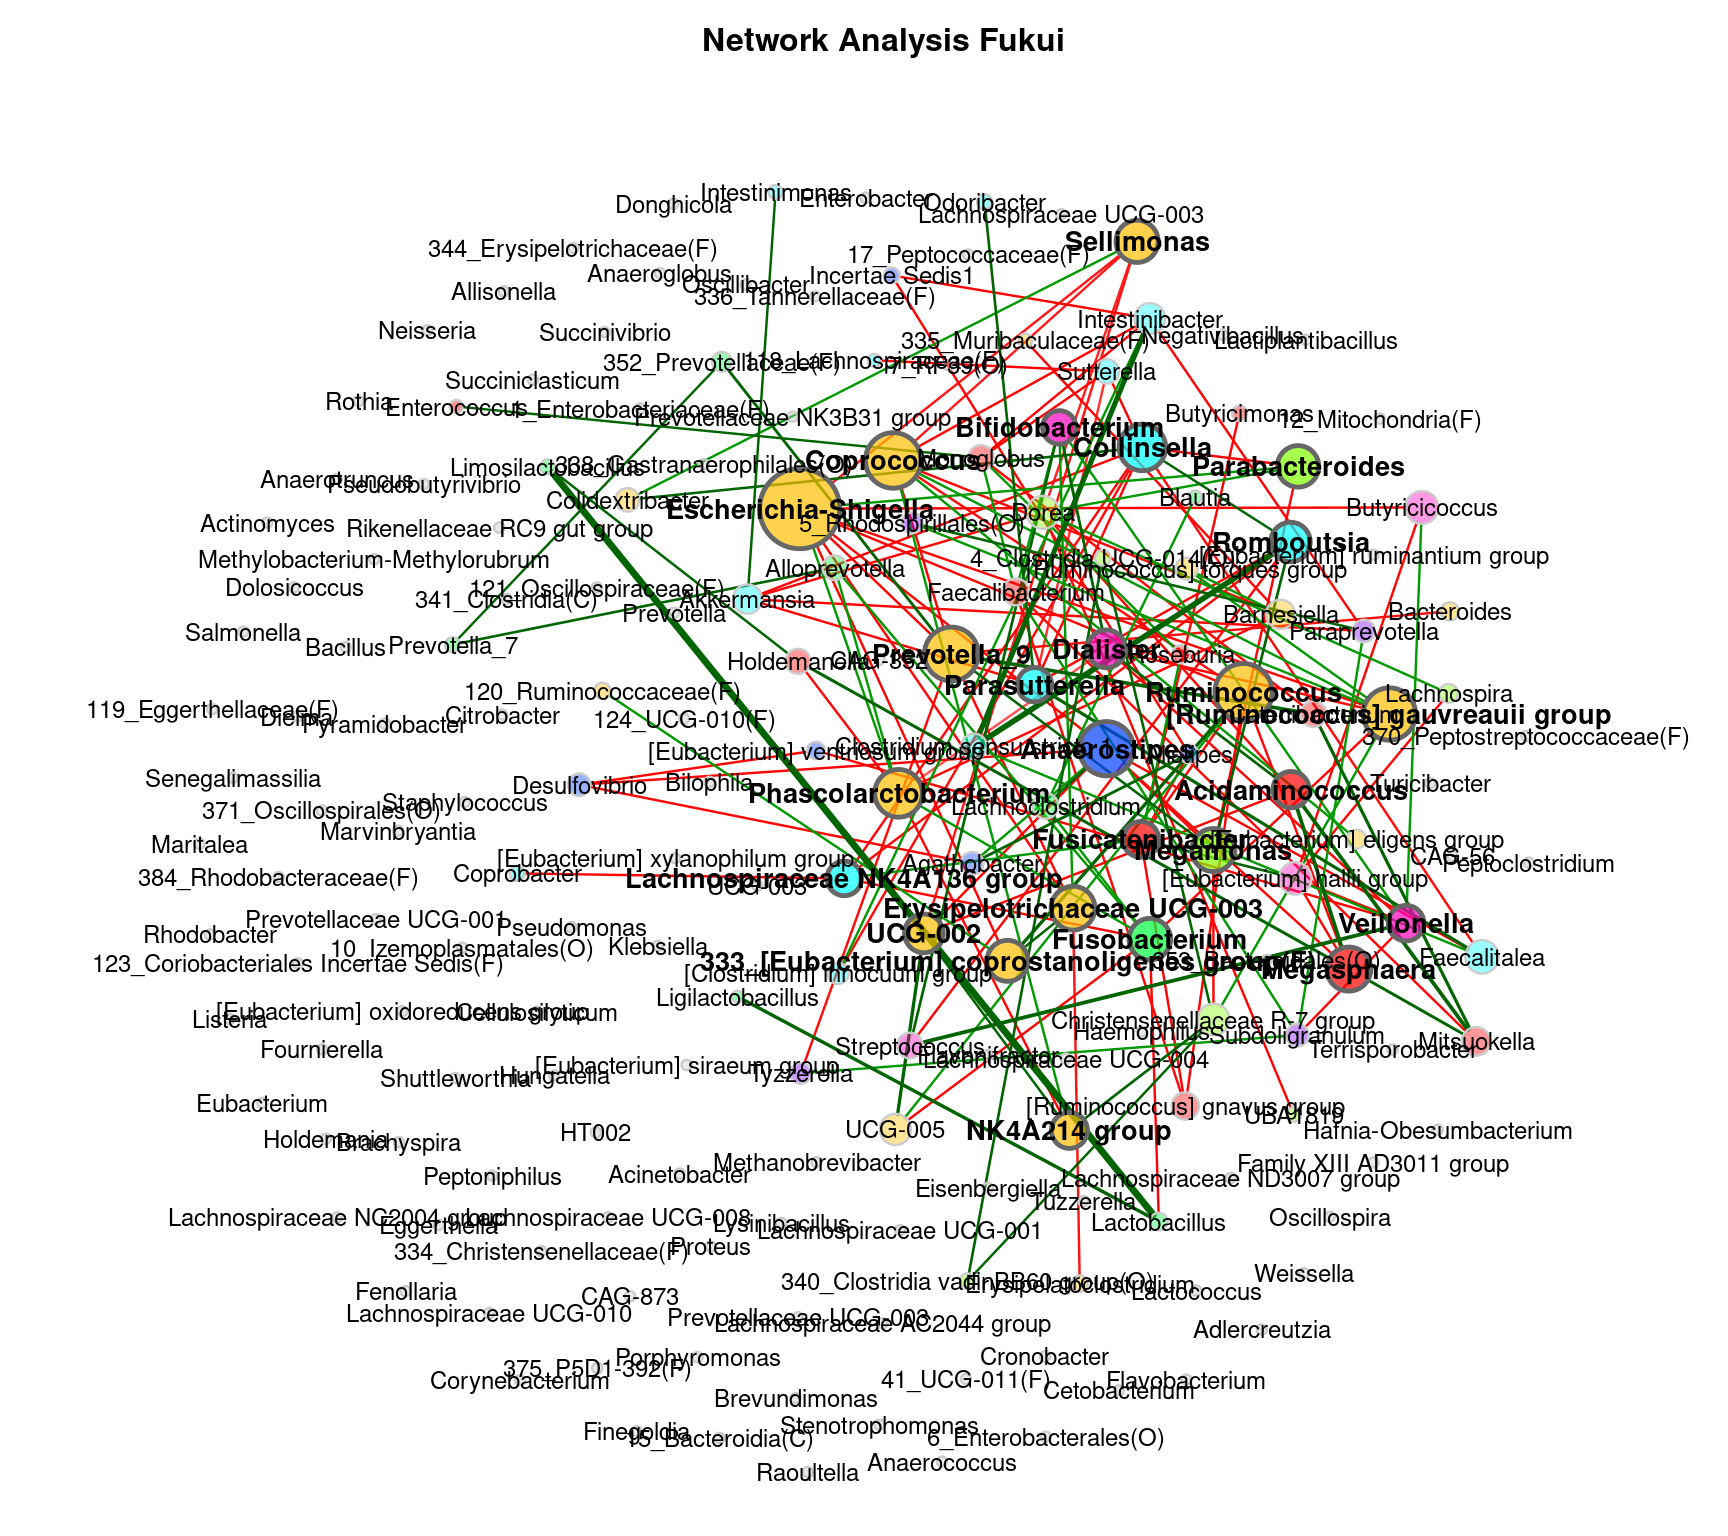 Network Analysis Fukui
Intestinimonas
Donghicola
Enterobacter
Odoribacter
Lachnospiraceae UCG-003
Sellimonas
344_Erysipelotrichaceae(F)
17_Peptococcaceae(F)
Anaeroglobus
Incertae Sedis1
Oscillibacter
Allisonella
336_Tannerellaceae(F)
Intestinibacter
Neisseria
Succinivibrio
335_Muribaculaceae(F)
Negativibacillus
Lactiplantibacillus
352_Prevotellaceae(F)
118_Lachnospiraceae(F)
7_RF39(O)
Sutterella
Succiniclasticum
Rothia
Enterococcus
1_Enterobacteriaceae(F)
Prevotellaceae NK3B31 group
Butyricimonas
12_Mitochondria(F)
Bifidobacterium
Collinsella
Limosilactobacillus
338_Gastranaerophilales(O)
Coprococcus
Monoglobus
Parabacteroides
Anaerotruncus
Pseudobutyrivibrio
Colidextribacter
Blautia
Butyricicoccus
Escherichia-Shigella
Dorea
Actinomyces
Rikenellaceae RC9 gut group
5_Rhodospirillales(O)
Romboutsia
Methylobacterium-Methylorubrum
4_Clostridia UCG-014(O)
[Eubacterium] ruminantium group
Alloprevotella
[Ruminococcus] torques group
Dolosicoccus
121_Oscillospiraceae(F)
341_Clostridia(C)
Akkermansia
Faecalibacterium
Prevotella
Barnesiella
Bacteroides
Salmonella
Paraprevotella
Bacillus
Prevotella_7
Holdemanella
CAG-352
Prevotella_9
Dialister
Roseburia
Parasutterella
120_Ruminococcaceae(F)
Ruminococcus
Lachnospira
119_Eggerthellaceae(F)
Dielma
Pyramidobacter
Citrobacter
124_UCG-010(F)
[Ruminococcus] gauvreauii group
370_Peptostreptococcaceae(F)
[Eubacterium] ventriosum group
Clostridium sensu stricto 1
Anaerostipes
Alistipes
Senegalimassilia
Desulfovibrio
Bilophila
Turicibacter
Phascolarctobacterium
Acidaminococcus
371_Oscillospirales(O)
Staphylococcus
Lachnoclostridium
Marvinbryantia
Maritalea
Fusicatenibacter
Megamonas
[Eubacterium] eligens group
[Eubacterium] xylanophilum group
Agathobacter
CAG-56
Peptoclostridium
384_Rhodobacteraceae(F)
Coprobacter
Lachnospiraceae NK4A136 group
[Eubacterium] hallii group
Erysipelotrichaceae UCG-003
Prevotellaceae UCG-001
Pseudomonas
Veillonella
Rhodobacter
UCG-002
Fusobacterium
10_Izemoplasmatales(O)
Klebsiella
123_Coriobacteriales Incertae Sedis(F)
333_[Eubacterium] coprostanoligenes group(F)
Megasphaera
Faecalitalea
[Clostridium] innocuum group
Ligilactobacillus
[Eubacterium] oxidoreducens group
Cellulosilyticum
Listeria
Christensenellaceae R-7 group
Haemophilus
Subdoligranulum
Fournierella
Streptococcus
Terrisporobacter
Mitsuokella
[Eubacterium] siraeum group
Lachnospiraceae UCG-004
Shuttleworthia
Hungatella
Tyzzerella
Eubacterium
[Ruminococcus] gnavus group
UBA1819
Holdemania
Brachyspira
HT002
UCG-005
NK4A214 group
Hafnia-Obesumbacterium
Methanobrevibacter
Family XIII AD3011 group
Peptoniphilus
Acinetobacter
Eisenbergiella
Lachnospiraceae ND3007 group
Tuzzerella
Lachnospiraceae NC2004 group
Eggerthella
Lachnospiraceae UCG-008
Lysinibacillus
Lachnospiraceae UCG-001
Lactobacillus
Oscillospira
334_Christensenellaceae(F)
Proteus
340_Clostridia vadinBB60 group(O)
Erysipelatoclostridium
Weissella
Fenollaria
CAG-873
Lactococcus
Lachnospiraceae UCG-010
Prevotellaceae UCG-003
Lachnospiraceae AC2044 group
Adlercreutzia
Porphyromonas
Cronobacter
375_P5D1-392(F)
Corynebacterium
41_UCG-011(F)
Flavobacterium
Cetobacterium
Brevundimonas
Finegoldia
Stenotrophomonas
15_Bacteroidia(C)
6_Enterobacterales(O)
Raoultella
Anaerococcus